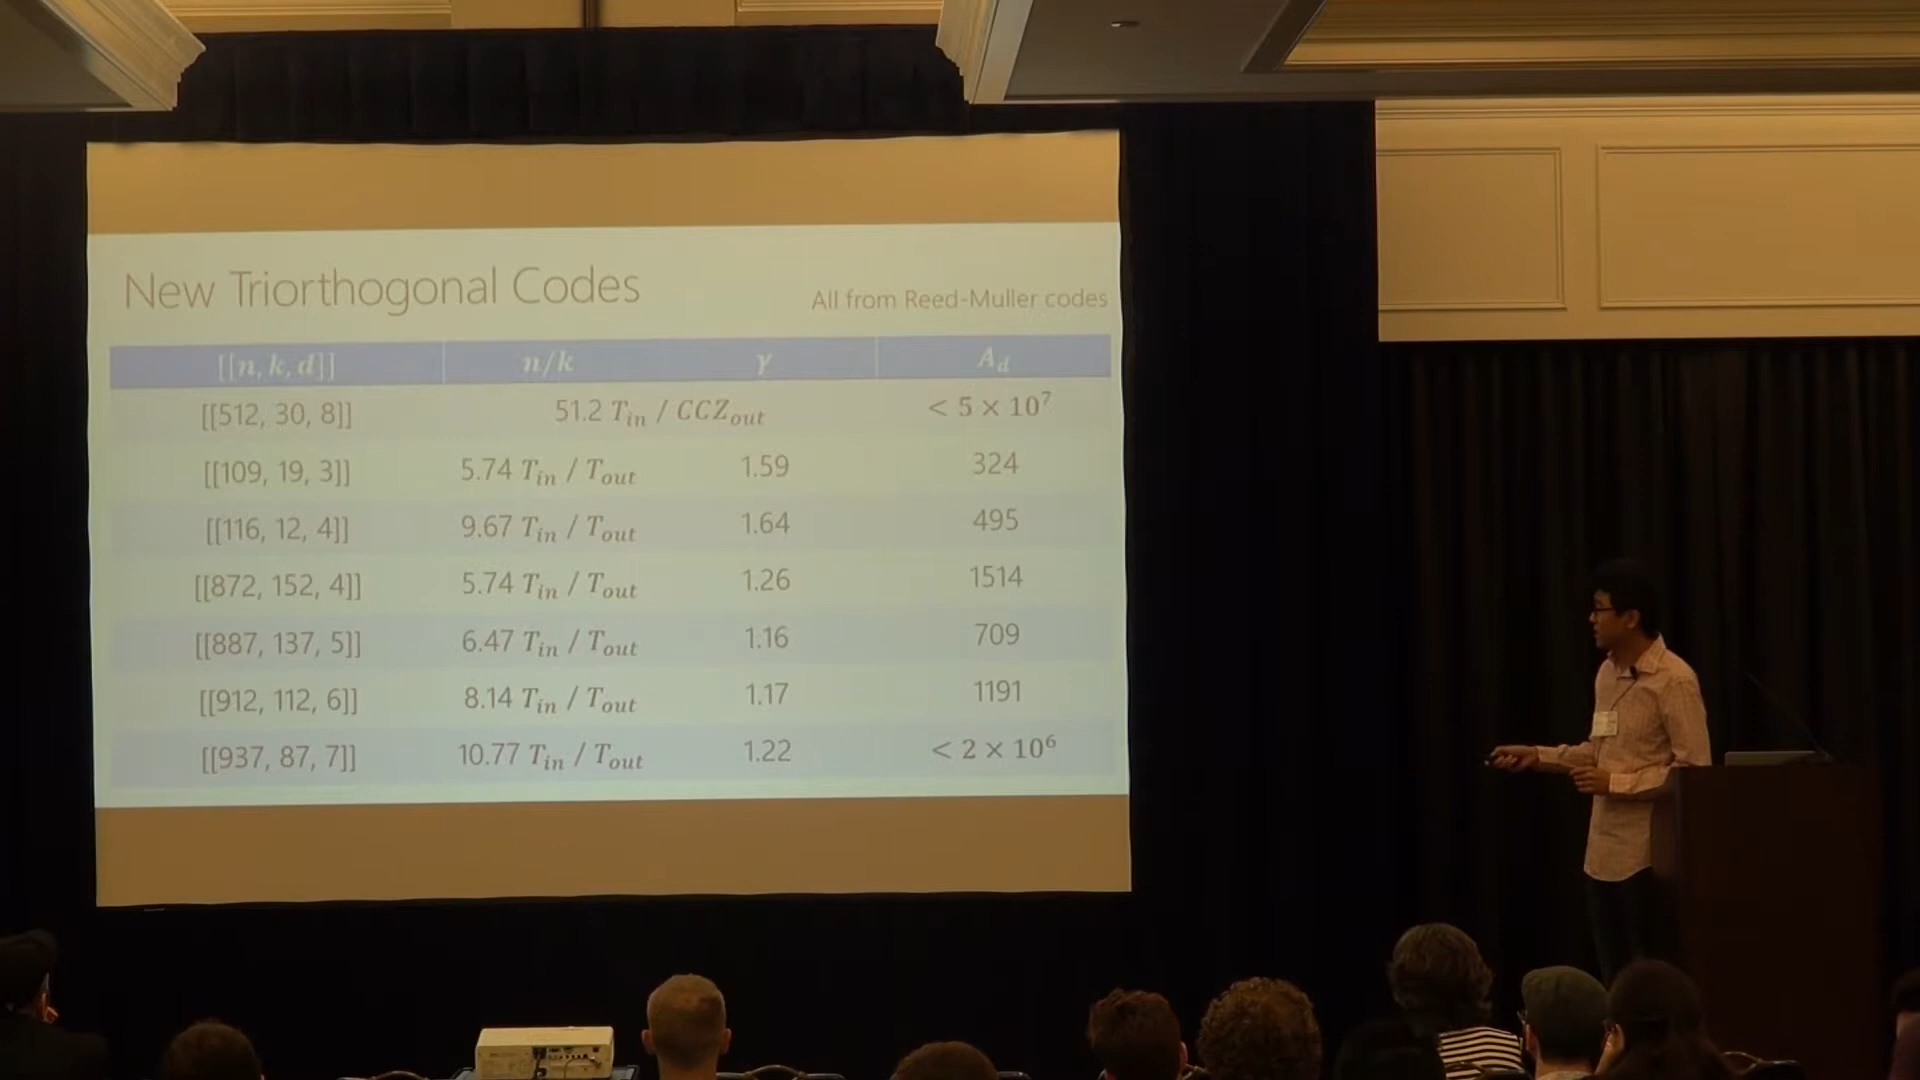 New Triorthogonal Codes
All from Reed-Muller codes
[[n, k, d]] n/k γ A_d
[[512, 30, 8]] 51.2 T_in / CCZ_out < 5 × 10^7
[[109, 19, 3]] 5.74 T_in / T_out 1.59 324
[[116, 12, 4]] 9.67 T_in / T_out 1.64 495
[[872, 152, 4]] 5.74 T_in / T_out 1.26 1514
[[887, 137, 5]] 6.47 T_in / T_out 1.16 709
[[912, 112, 6]] 8.14 T_in / T_out 1.17 1191
[[937, 87, 7]] 10.77 T_in / T_out 1.22 < 2 × 10^6